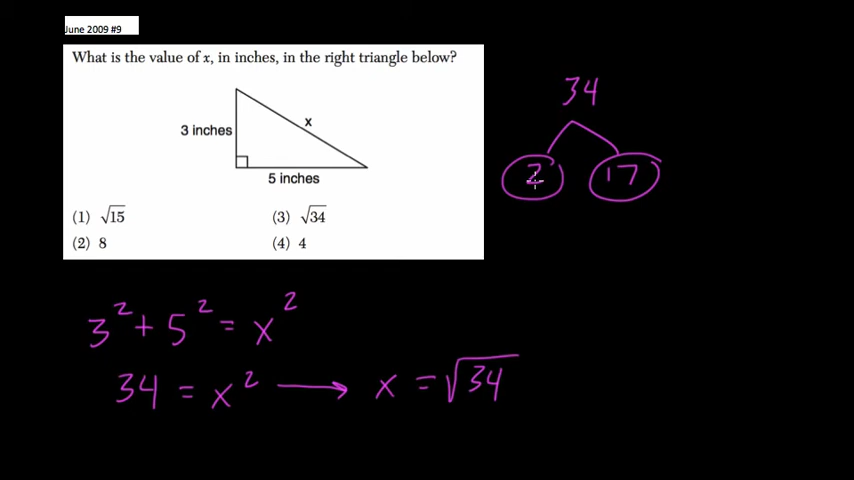 June 2009 #9
What is the value of x, in inches, in the right triangle below?
x
3 inches
5 inches
(1) √15
(3) √34
(2) 8
(4) 4
34
2
17
3² + 5² = x²
34 = x² → x = √34